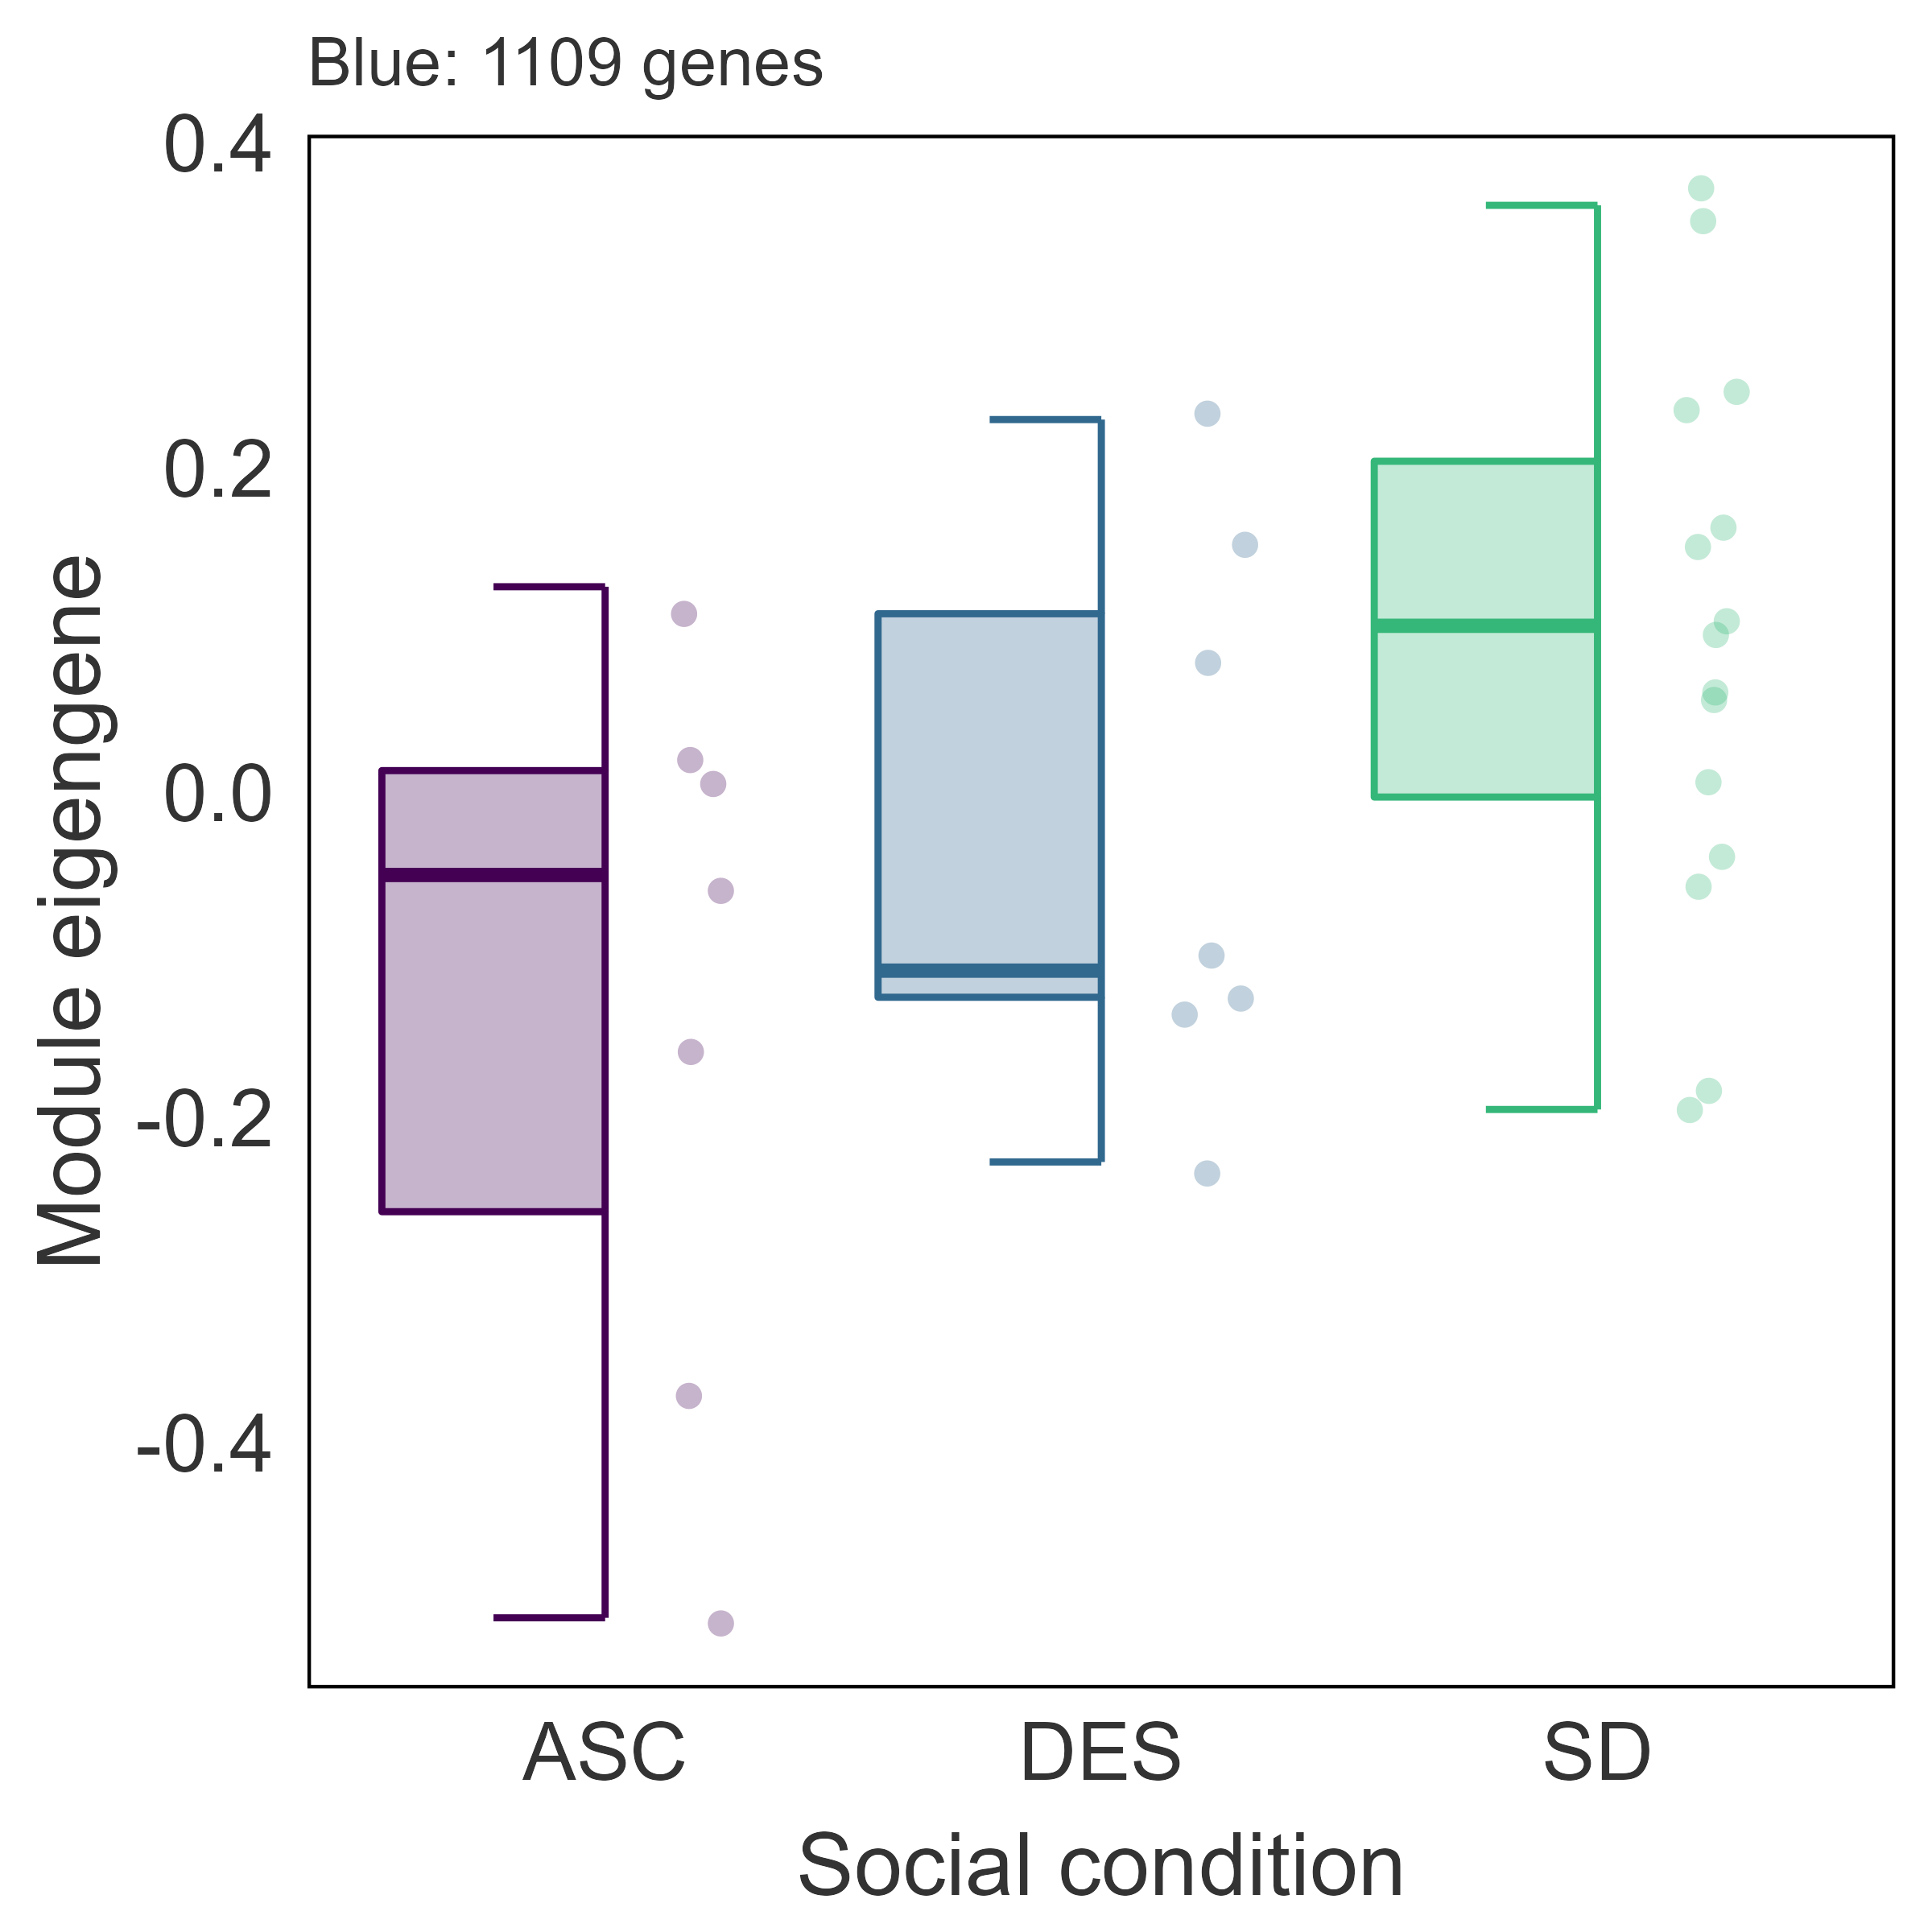 Blue: 1109 genes
0.4
0.2
0.0
-0.2
-0.4
Module eigengene
ASC DES SD
Social condition